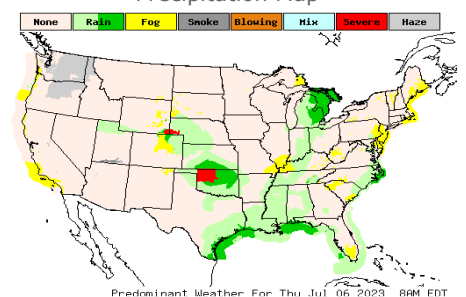 Precipitation Map
None Rain Fog Smoke Blowing Mix Severe Haze
Predominant Weather For Thu Jul 06 2023 8AM EDT